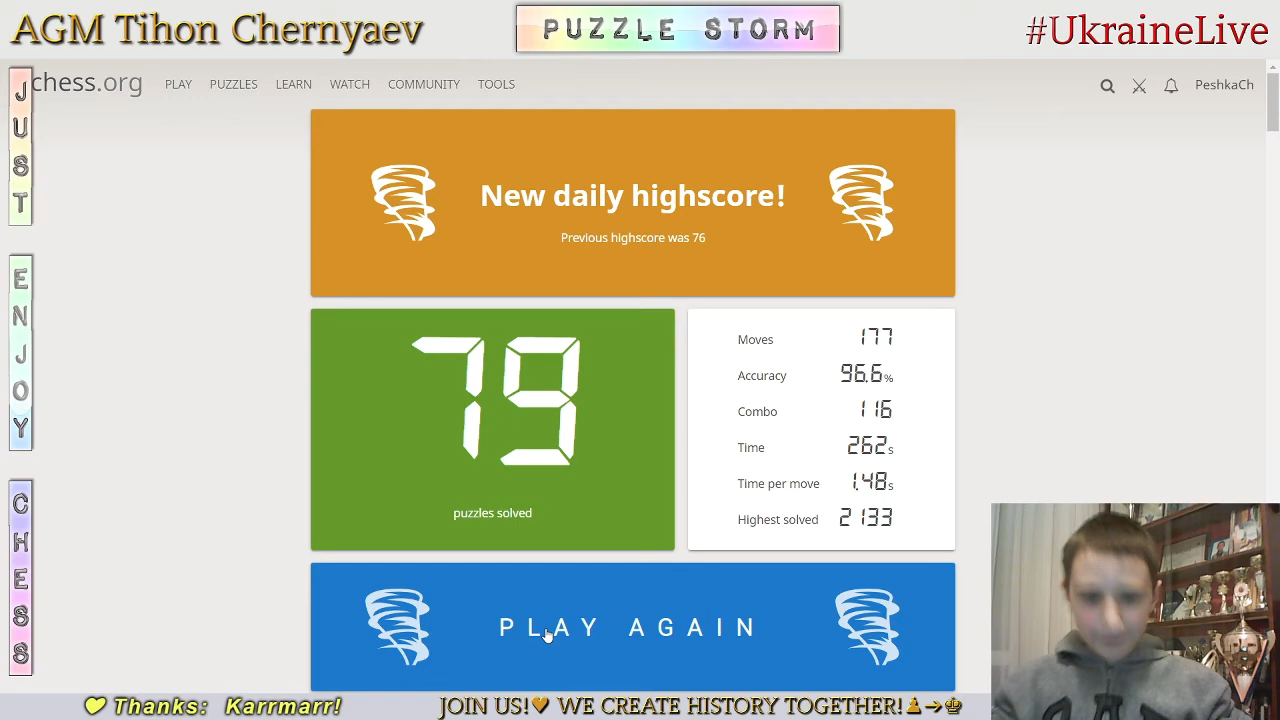 AGM Tihon Chernyaev
PUZZLE STORM
#UkraineLive
JUST
ENJOY
CHESS
chess.org
PLAY PUZZLES LEARN WATCH COMMUNITY TOOLS
PeshkaCh
New daily highscore!
Previous highscore was 76
79
puzzles solved
Moves 177
Accuracy 96.6%
Combo 116
Time 262s
Time per move 1.48s
Highest solved 2133
PLAY AGAIN
Thanks: Karrmarr!
JOIN US!🧡 WE CREATE HISTORY TOGETHER!♟→♚